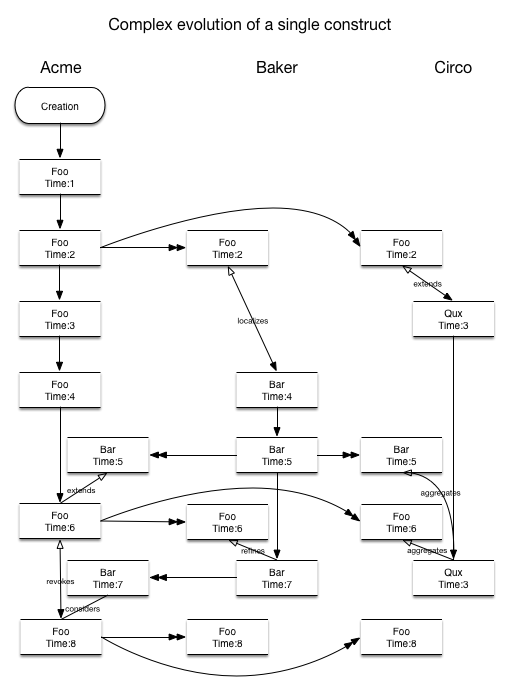 Complex evolution of a single construct
Acme
Baker
Circo
Creation
Foo
Time:1
Foo
Time:2
Foo
Time:2
Foo
Time:2
extends
Foo
Time:3
localizes
Qux
Time:3
Foo
Time:4
Bar
Time:4
Bar
Time:5
Bar
Time:5
Bar
Time:5
extends
aggregates
Foo
Time:6
Foo
Time:6
Foo
Time:6
refines
aggregates
revokes
Bar
Time:7
Bar
Time:7
Qux
Time:3
considers
Foo
Time:8
Foo
Time:8
Foo
Time:8